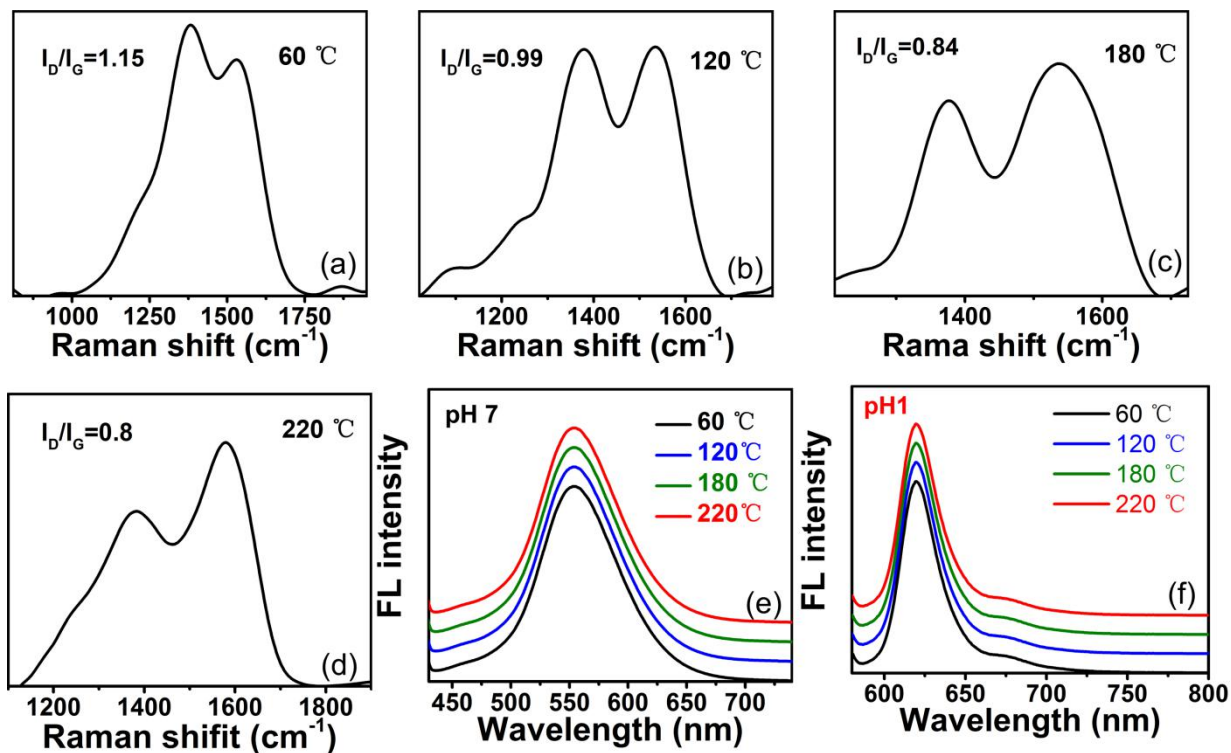 I_D/I_G=1.15 60 ℃
(a)
1000 1250 1500 1750
Raman shift (cm⁻¹)
I_D/I_G=0.99 120 ℃
(b)
1200 1400 1600
Raman shift (cm⁻¹)
I_D/I_G=0.84 180 ℃
(c)
1400 1600
Rama shift (cm⁻¹)
I_D/I_G=0.8 220 ℃
(d)
1200 1400 1600 1800
Raman shifit (cm⁻¹)
FL intensity
pH 7
60 ℃
120℃
180 ℃
220℃
(e)
450 500 550 600 650 700
Wavelength (nm)
FL intensity
pH1
60 ℃
120 ℃
180 ℃
220 ℃
(f)
600 650 700 750 800
Wavelength (nm)